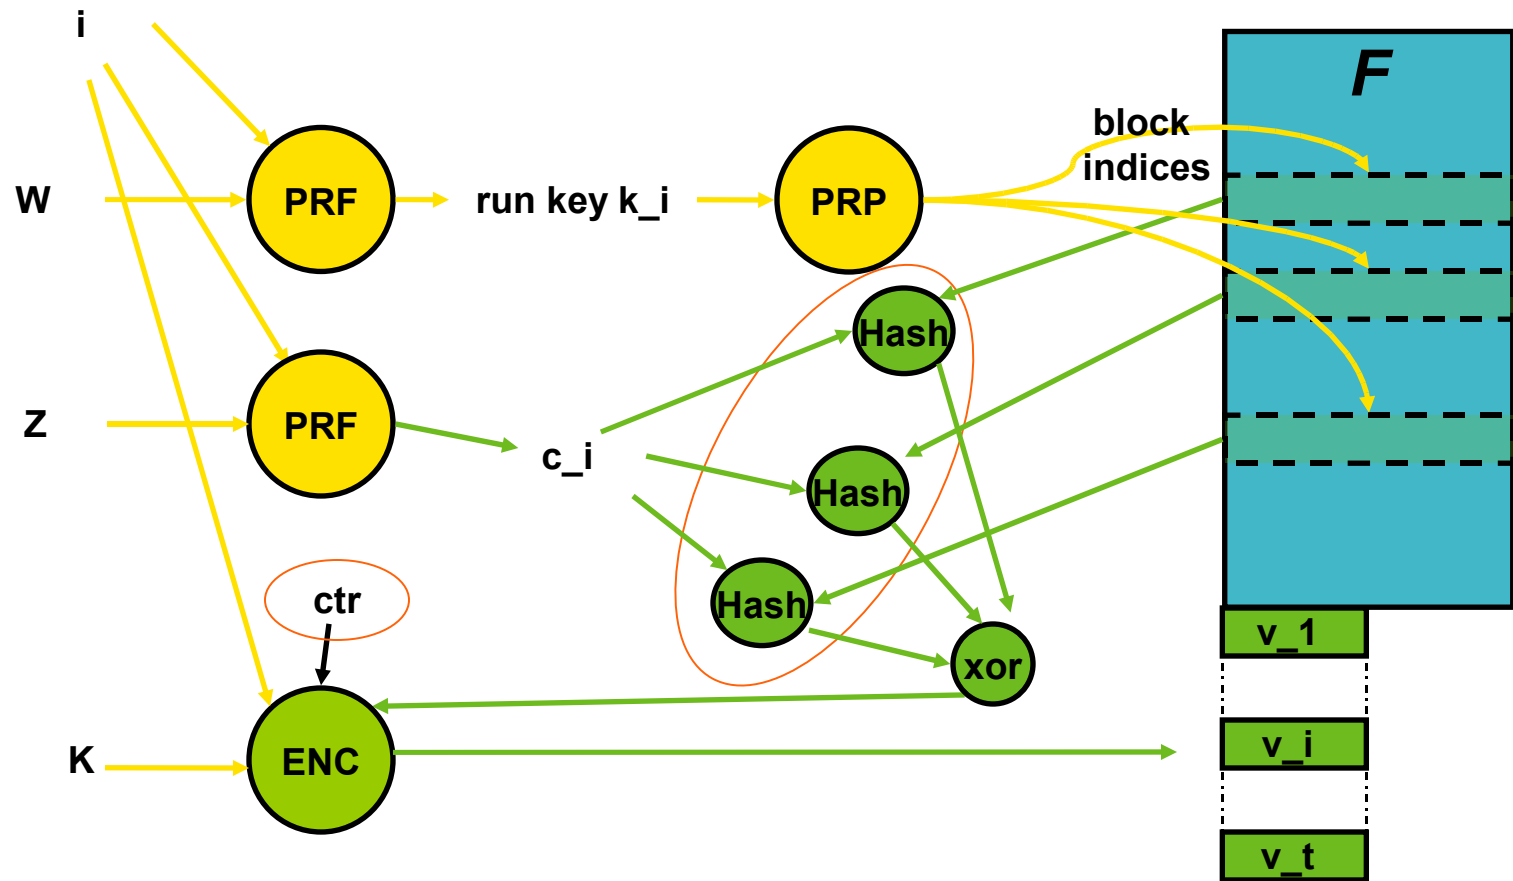 i
F
block
indices
W
PRF
run key k_i
PRP
Hash
Z
PRF
c_i
Hash
ctr
Hash
xor
v_1
K
ENC
v_i
v_t